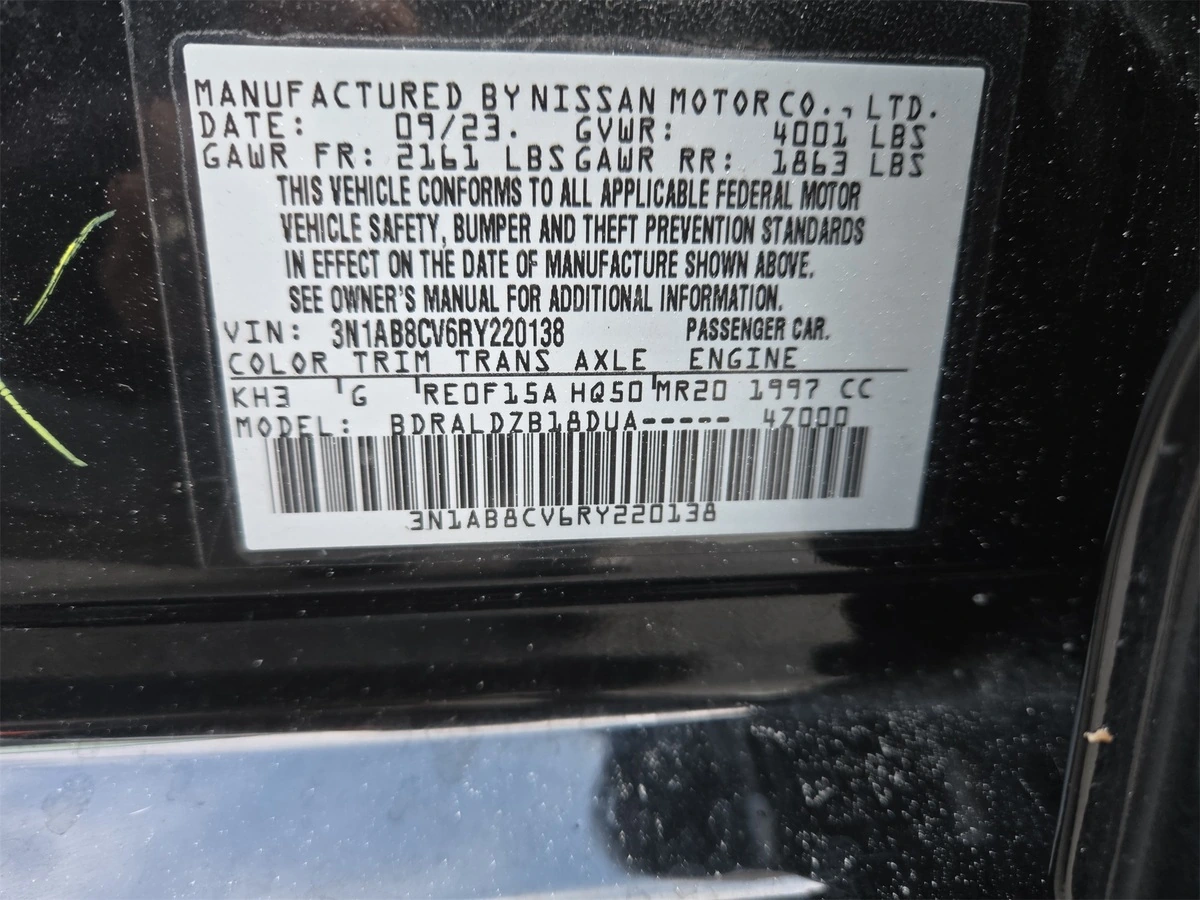 MANUFACTURED BY NISSAN MOTOR CO., LTD.
DATE: 09/23. GVWR: 4001 LBS
GAWR FR: 2161 LBS GAWR RR: 1863 LBS
THIS VEHICLE CONFORMS TO ALL APPLICABLE FEDERAL MOTOR
VEHICLE SAFETY, BUMPER AND THEFT PREVENTION STANDARDS
IN EFFECT ON THE DATE OF MANUFACTURE SHOWN ABOVE.
SEE OWNER'S MANUAL FOR ADDITIONAL INFORMATION.
VIN: 3N1AB8CV6RY220138 PASSENGER CAR.
COLOR TRIM TRANS AXLE ENGINE
KH3 G RE0F15A HQ50 MR20 1997 CC
MODEL: BDRALDZB18DUA----- 4Z000
3N1AB8CV6RY220138